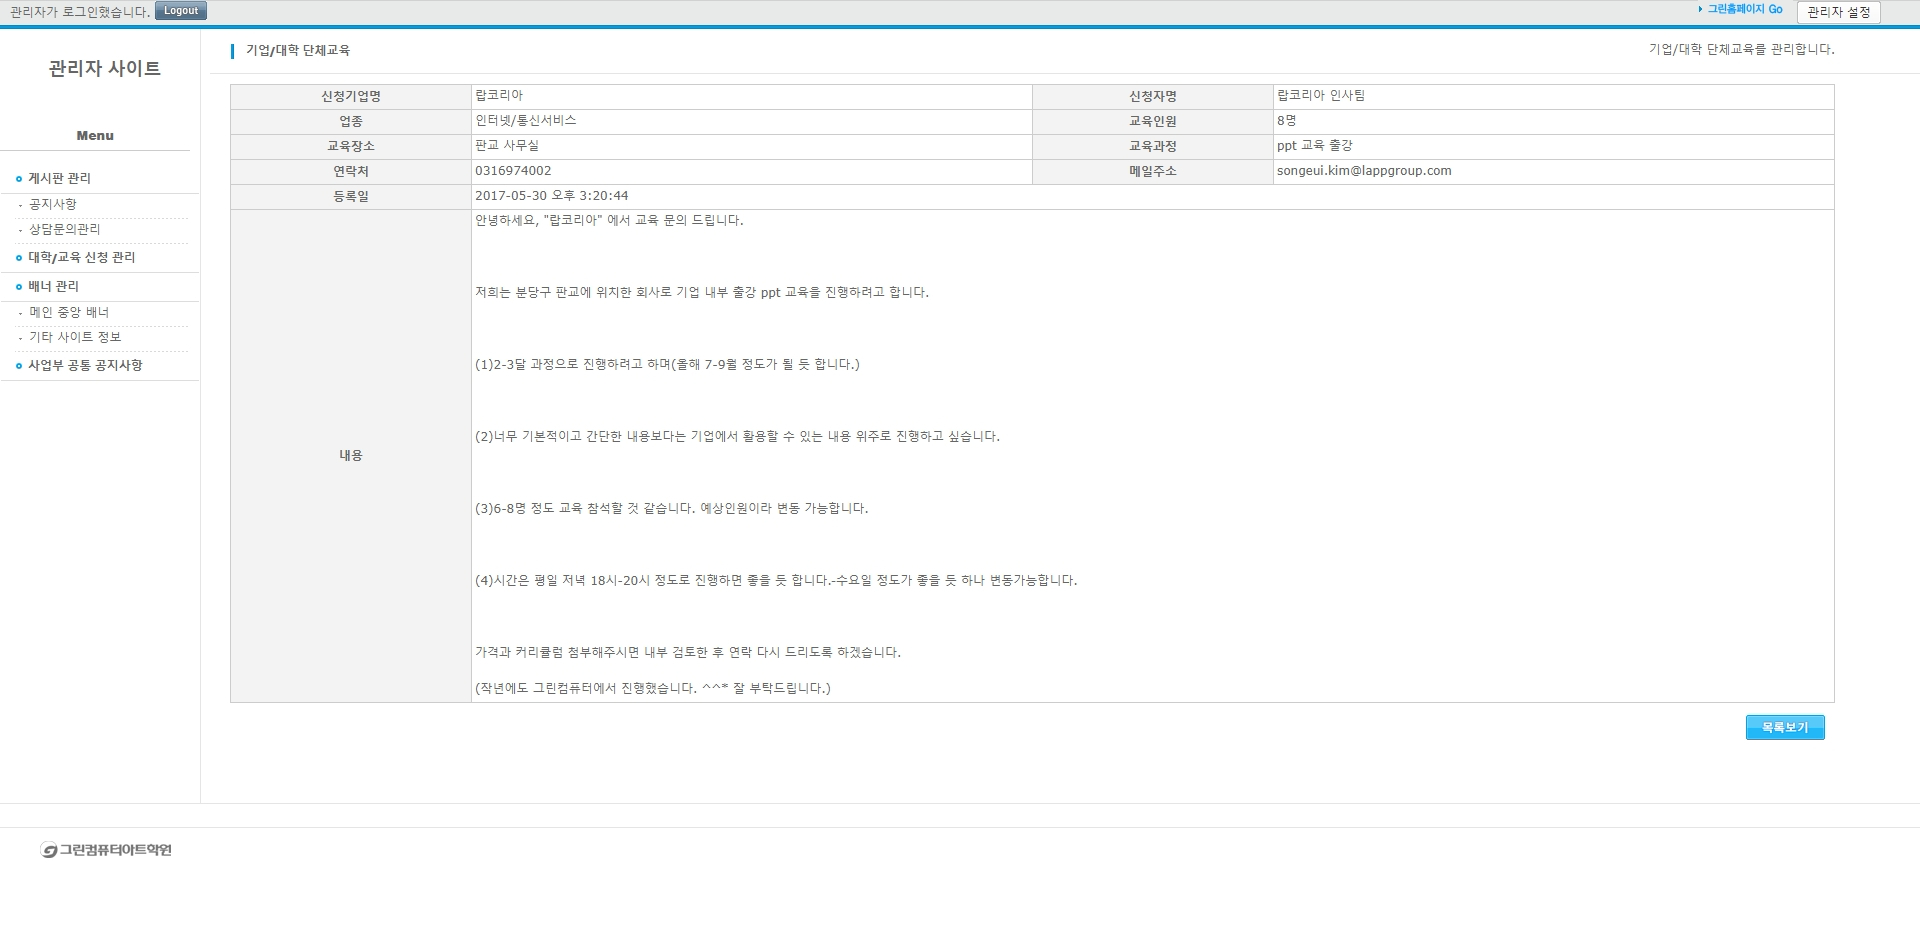 관리자가 로그인했습니다. Logout
그린홈페이지 Go 관리자 설정
관리자 사이트
Menu
게시판 관리
- 공지사항
- 상담문의관리
대학/교육 신청 관리
배너 관리
- 메인 중앙 배너
- 기타 사이트 정보
사업부 공통 공지사항
기업/대학 단체교육 기업/대학 단체교육를 관리합니다.
신청기업명 랍코리아 신청자명 랍코리아 인사팀
업종 인터넷/통신서비스 교육인원 8명
교육장소 판교 사무실 교육과정 ppt 교육 출강
연락처 0316974002 메일주소 songeui.kim@lappgroup.com
등록일 2017-05-30 오후 3:20:44
내용
안녕하세요, "랍코리아" 에서 교육 문의 드립니다.
저희는 분당구 판교에 위치한 회사로 기업 내부 출강 ppt 교육을 진행하려고 합니다.
(1)2-3달 과정으로 진행하려고 하며(올해 7-9월 정도가 될 듯 합니다.)
(2)너무 기본적이고 간단한 내용보다는 기업에서 활용할 수 있는 내용 위주로 진행하고 싶습니다.
(3)6-8명 정도 교육 참석할 것 같습니다. 예상인원이라 변동 가능합니다.
(4)시간은 평일 저녁 18시-20시 정도로 진행하면 좋을 듯 합니다.-수요일 정도가 좋을 듯 하나 변동가능합니다.
가격과 커리큘럼 첨부해주시면 내부 검토한 후 연락 다시 드리도록 하겠습니다.
(작년에도 그린컴퓨터에서 진행했습니다. ^^* 잘 부탁드립니다.)
목록보기
그린컴퓨터아트학원